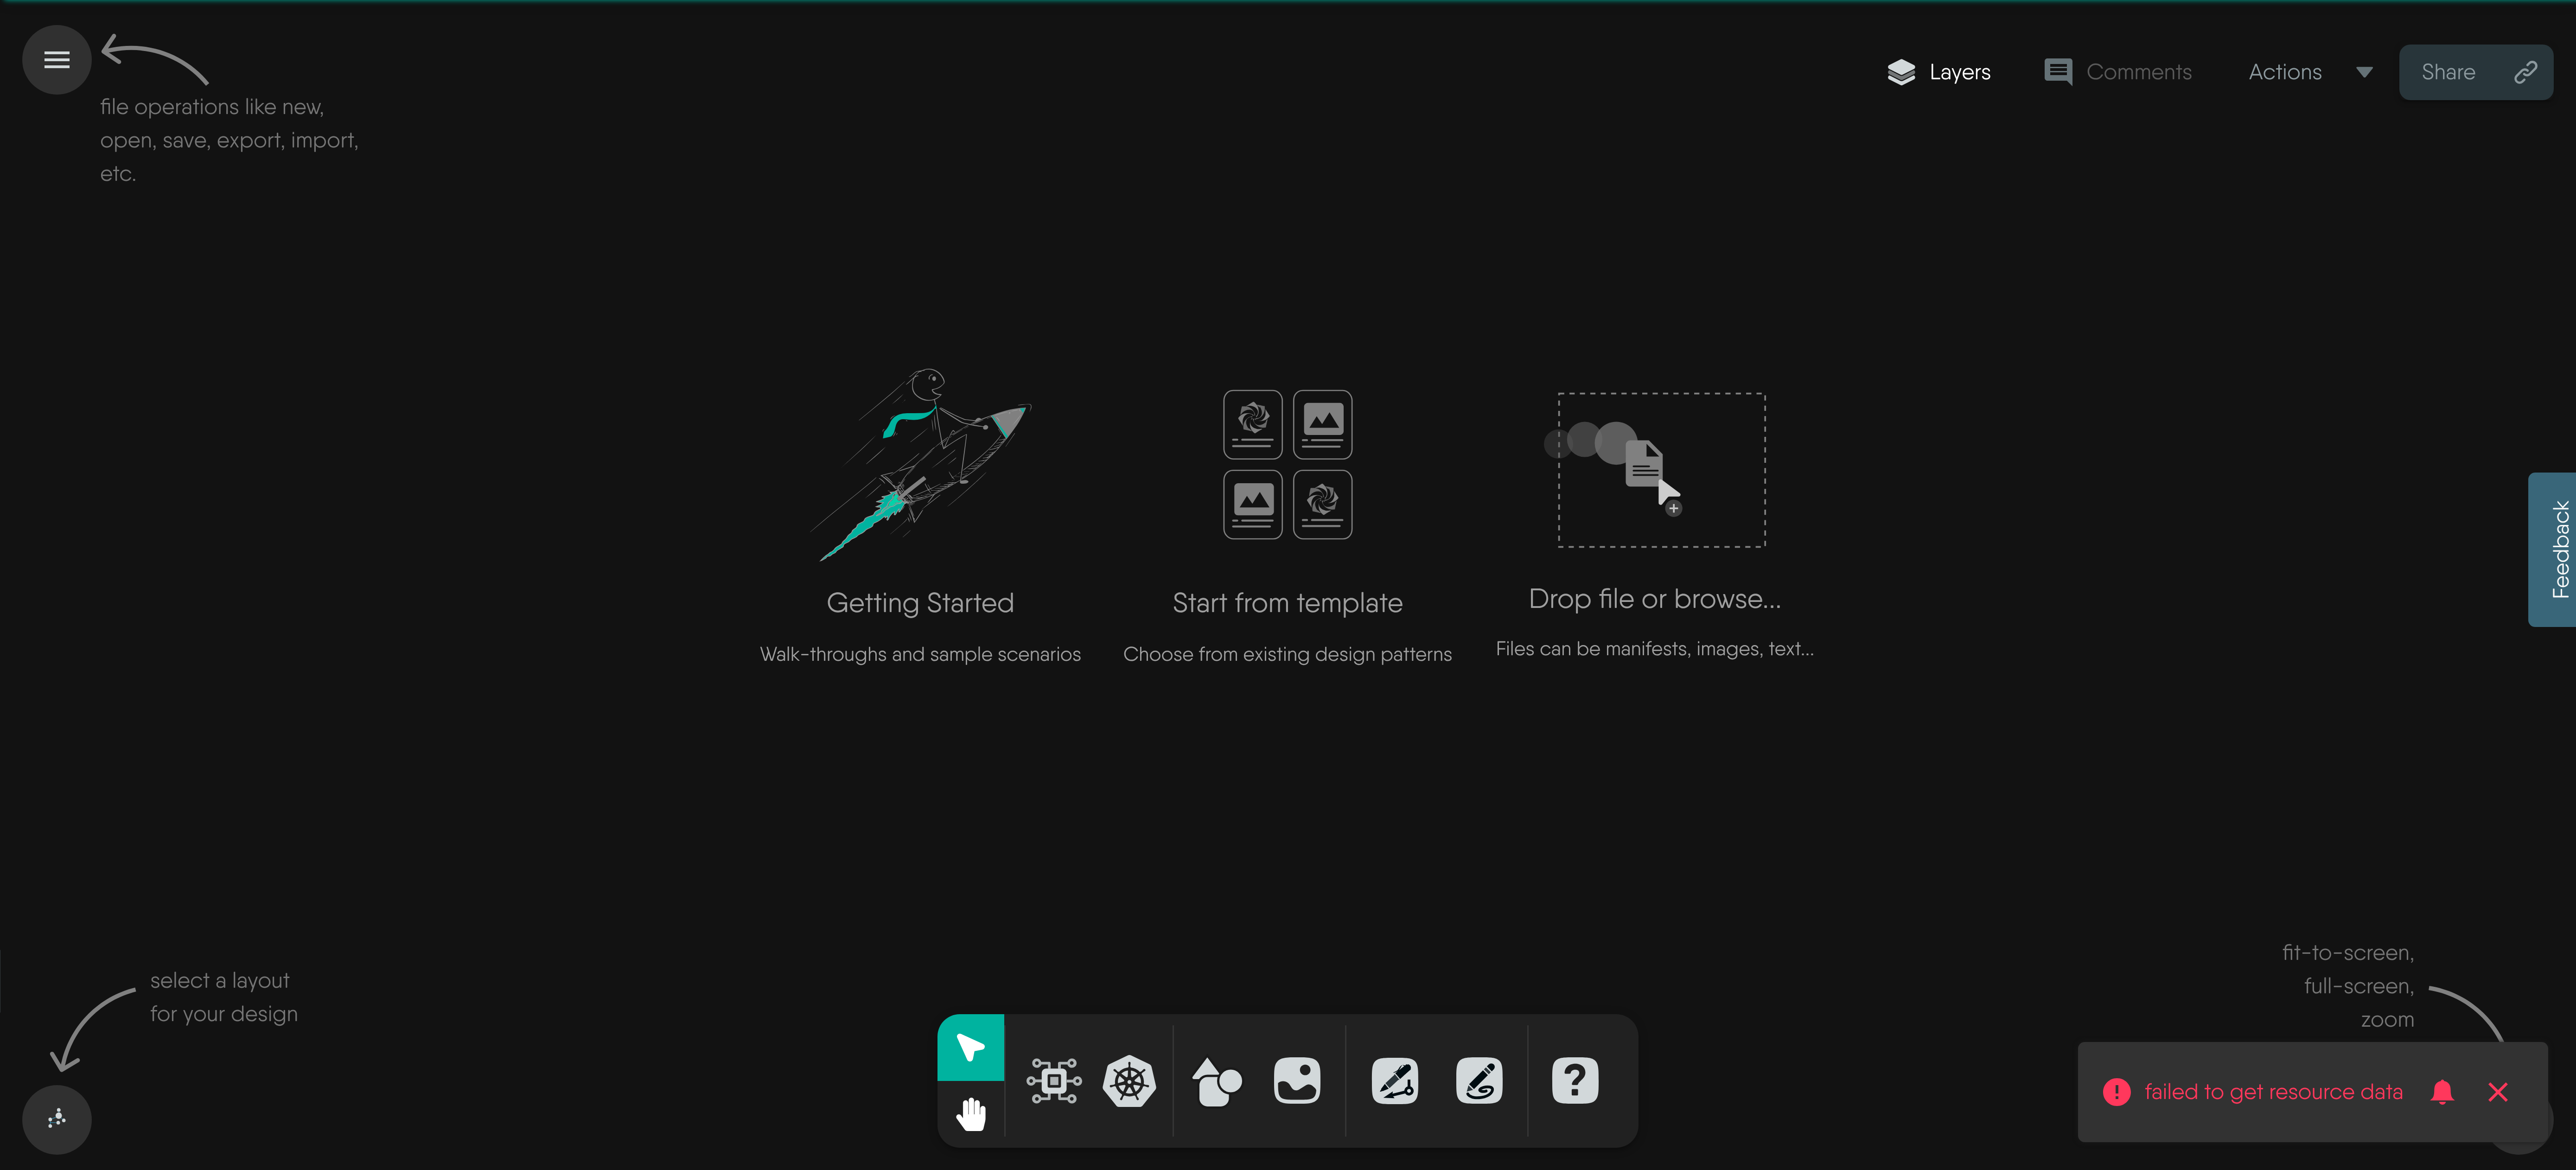 file operations like new,
open, save, export, import,
etc.
Layers
Comments
Actions
Share
Feedback
Getting Started
Walk-throughs and sample scenarios
Start from template
Choose from existing design patterns
Drop file or browse...
Files can be manifests, images, text...
select a layout
for your design
fit-to-screen,
full-screen,
zoom
failed to get resource data